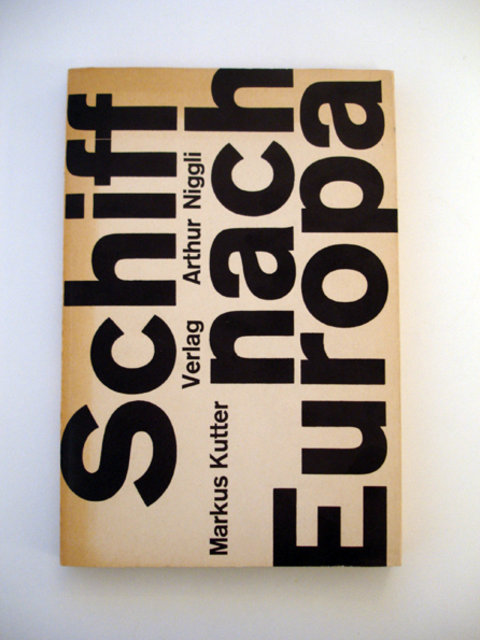 Schiff
Verlag Arthur Niggli
Markus Kutter
nach
Europa